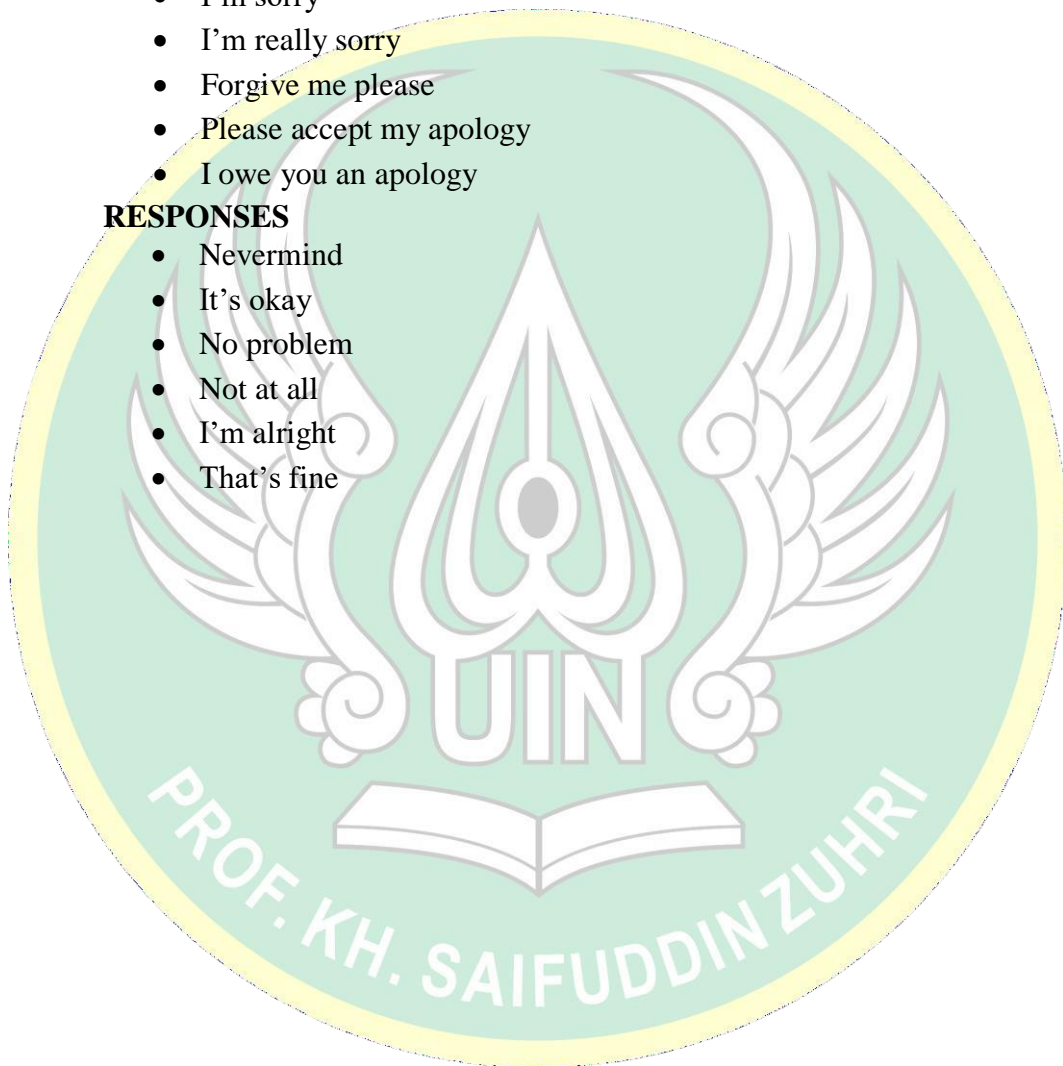 • I'm sorry
• I'm really sorry
• Forgive me please
• Please accept my apology
• I owe you an apology
RESPONSES
• Nevermind
• It's okay
• No problem
• Not at all
• I'm alright
• That's fine
UIN
PROF. KH. SAIFUDDIN ZUHRI